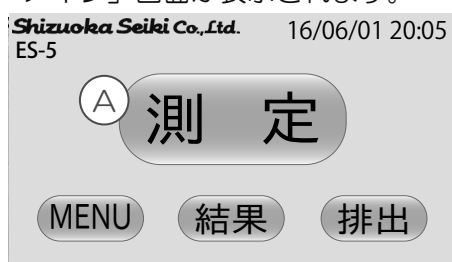 Shizuoka Seiki Co.,Ltd. 16/06/01 20:05
ES-5
A 測 定
MENU 結果 排出